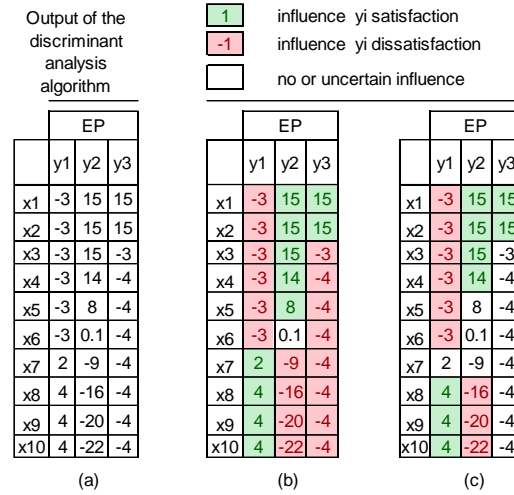 Output of the
discriminant
analysis
algorithm
1 influence yi satisfaction
-1 influence yi dissatisfaction
no or uncertain influence
EP
y1 y2 y3
x1 -3 15 15
x2 -3 15 15
x3 -3 15 -3
x4 -3 14 -4
x5 -3 8 -4
x6 -3 0.1 -4
x7 2 -9 -4
x8 4 -16 -4
x9 4 -20 -4
x10 4 -22 -4
(a)
EP
y1 y2 y3
x1 -3 15 15
x2 -3 15 15
x3 -3 15 -3
x4 -3 14 -4
x5 -3 8 -4
x6 -3 0.1 -4
x7 2 -9 -4
x8 4 -16 -4
x9 4 -20 -4
x10 4 -22 -4
(b)
EP
y1 y2 y3
x1 -3 15 15
x2 -3 15 15
x3 -3 15 -3
x4 -3 14 -4
x5 -3 8 -4
x6 -3 0.1 -4
x7 2 -9 -4
x8 4 -16 -4
x9 4 -20 -4
x10 4 -22 -4
(c)